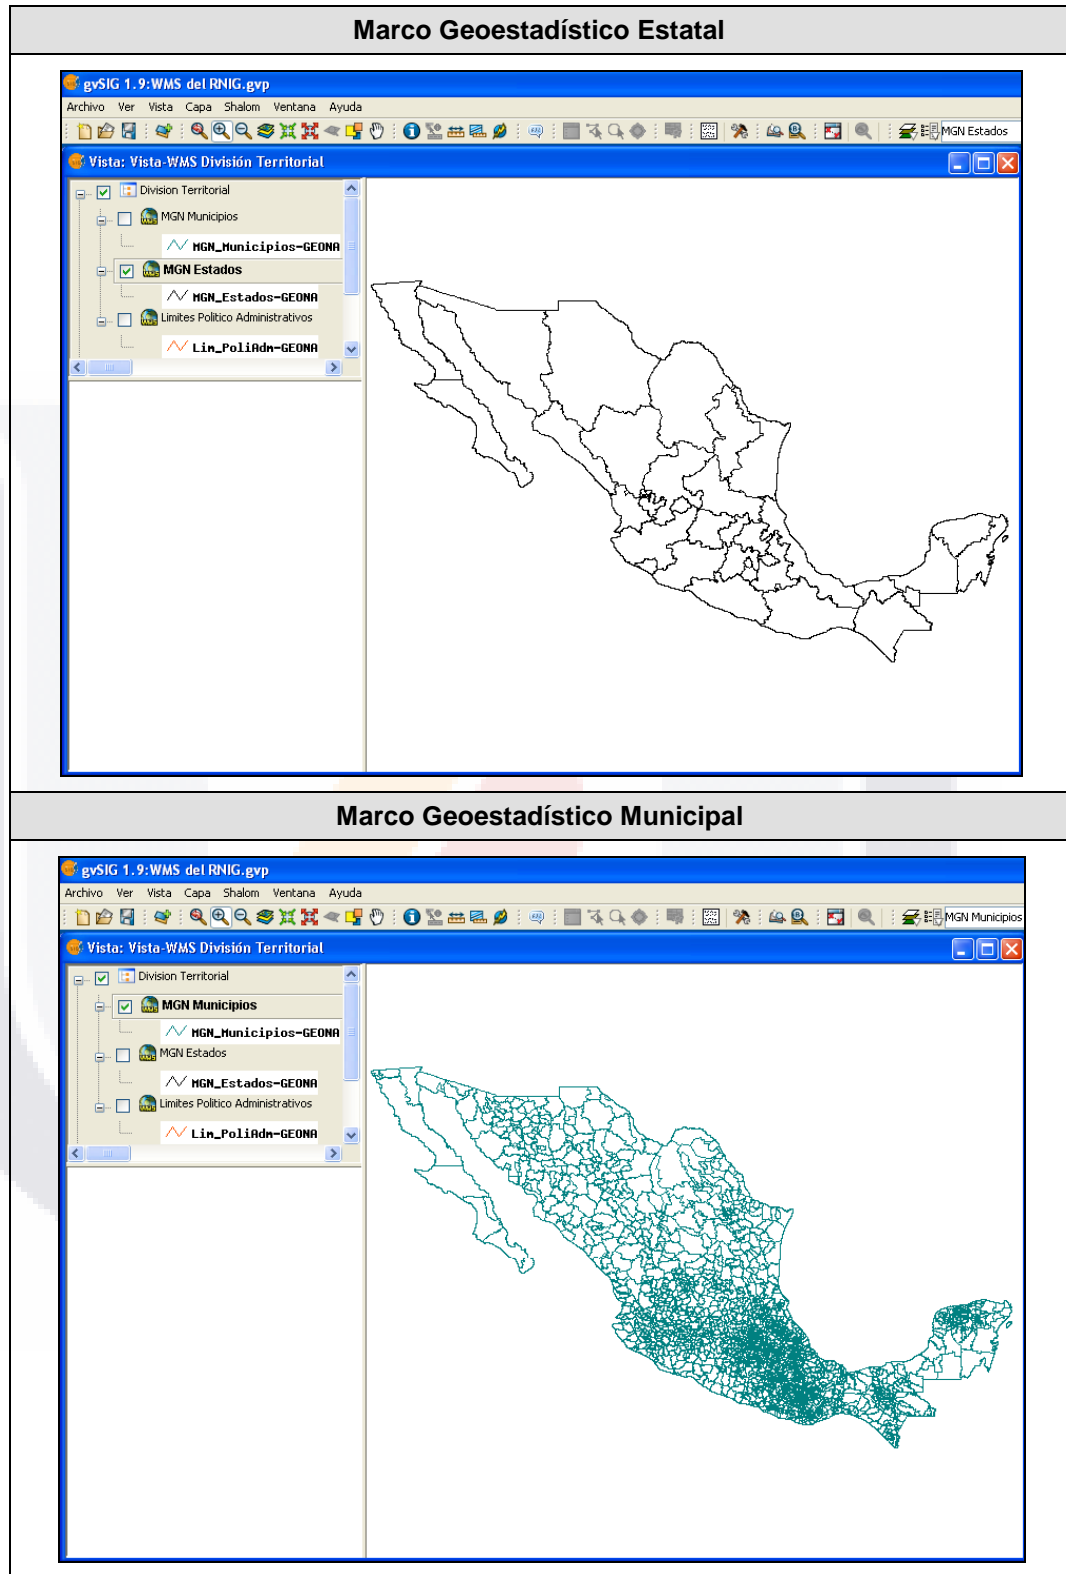 Marco Geoestadístico Estatal
gvSIG 1.9:WMS del RNIG.gvp
Archivo Ver Vista Capa Shalom Ventana Ayuda
MGN Estados
Vista: Vista-WMS División Territorial
Division Territorial
MGN Municipios
MGN_Municipios-GEONA
MGN Estados
MGN_Estados-GEONA
Limites Politico Administrativos
Lim_PoliAdm-GEONA
Marco Geoestadístico Municipal
gvSIG 1.9:WMS del RNIG.gvp
Archivo Ver Vista Capa Shalom Ventana Ayuda
MGN Municipios
Vista: Vista-WMS División Territorial
Division Territorial
MGN Municipios
MGN_Municipios-GEONA
MGN Estados
MGN_Estados-GEONA
Limites Politico Administrativos
Lim_PoliAdm-GEONA